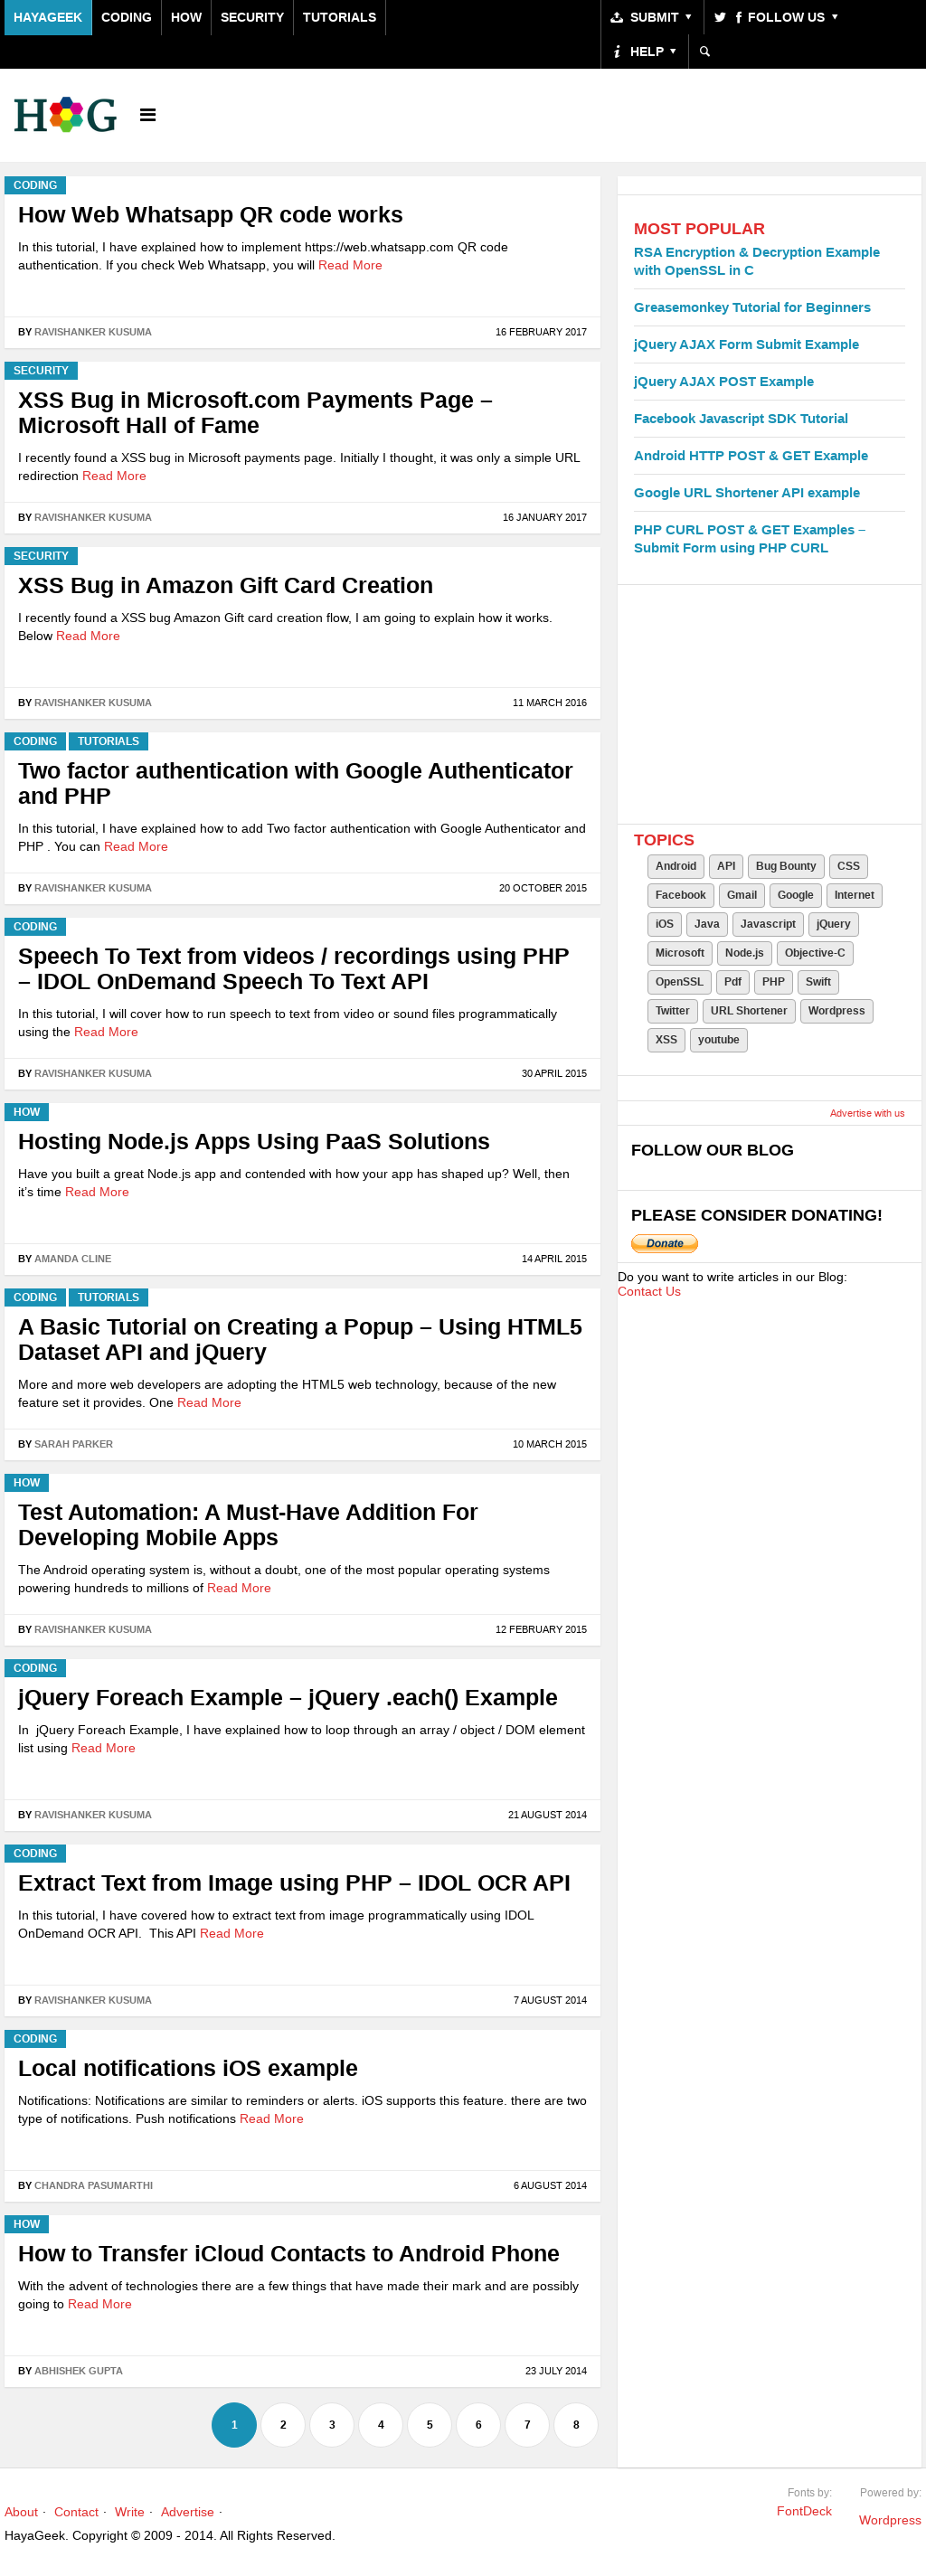 HAYAGEEK CODING HOW SECURITY TUTORIALS
SUBMIT ▼ FOLLOW US ▼
HELP ▼
H G
CODING
How Web Whatsapp QR code works
In this tutorial, I have explained how to implement https://web.whatsapp.com QR code
authentication. If you check Web Whatsapp, you will Read More
BY RAVISHANKER KUSUMA 16 FEBRUARY 2017
SECURITY
XSS Bug in Microsoft.com Payments Page –
Microsoft Hall of Fame
I recently found a XSS bug in Microsoft payments page. Initially I thought, it was only a simple URL
redirection Read More
BY RAVISHANKER KUSUMA 16 JANUARY 2017
SECURITY
XSS Bug in Amazon Gift Card Creation
I recently found a XSS bug Amazon Gift card creation flow, I am going to explain how it works.
Below Read More
BY RAVISHANKER KUSUMA 11 MARCH 2016
CODING TUTORIALS
Two factor authentication with Google Authenticator
and PHP
In this tutorial, I have explained how to add Two factor authentication with Google Authenticator and
PHP . You can Read More
BY RAVISHANKER KUSUMA 20 OCTOBER 2015
CODING
Speech To Text from videos / recordings using PHP
– IDOL OnDemand Speech To Text API
In this tutorial, I will cover how to run speech to text from video or sound files programmatically
using the Read More
BY RAVISHANKER KUSUMA 30 APRIL 2015
HOW
Hosting Node.js Apps Using PaaS Solutions
Have you built a great Node.js app and contended with how your app has shaped up? Well, then
it's time Read More
BY AMANDA CLINE 14 APRIL 2015
CODING TUTORIALS
A Basic Tutorial on Creating a Popup – Using HTML5
Dataset API and jQuery
More and more web developers are adopting the HTML5 web technology, because of the new
feature set it provides. One Read More
BY SARAH PARKER 10 MARCH 2015
HOW
Test Automation: A Must-Have Addition For
Developing Mobile Apps
The Android operating system is, without a doubt, one of the most popular operating systems
powering hundreds to millions of Read More
BY RAVISHANKER KUSUMA 12 FEBRUARY 2015
CODING
jQuery Foreach Example – jQuery .each() Example
In  jQuery Foreach Example, I have explained how to loop through an array / object / DOM element
list using Read More
BY RAVISHANKER KUSUMA 21 AUGUST 2014
CODING
Extract Text from Image using PHP – IDOL OCR API
In this tutorial, I have covered how to extract text from image programmatically using IDOL
OnDemand OCR API.  This API Read More
BY RAVISHANKER KUSUMA 7 AUGUST 2014
CODING
Local notifications iOS example
Notifications: Notifications are similar to reminders or alerts. iOS supports this feature. there are two
type of notifications. Push notifications Read More
BY CHANDRA PASUMARTHI 6 AUGUST 2014
HOW
How to Transfer iCloud Contacts to Android Phone
With the advent of technologies there are a few things that have made their mark and are possibly
going to Read More
BY ABHISHEK GUPTA 23 JULY 2014
1 2 3 4 5 6 7 8
MOST POPULAR
RSA Encryption & Decryption Example
with OpenSSL in C
Greasemonkey Tutorial for Beginners
jQuery AJAX Form Submit Example
jQuery AJAX POST Example
Facebook Javascript SDK Tutorial
Android HTTP POST & GET Example
Google URL Shortener API example
PHP CURL POST & GET Examples –
Submit Form using PHP CURL
TOPICS
Android API Bug Bounty CSS
Facebook Gmail Google Internet
iOS Java Javascript jQuery
Microsoft Node.js Objective-C
OpenSSL Pdf PHP Swift
Twitter URL Shortener Wordpress
XSS youtube
Advertise with us
FOLLOW OUR BLOG
PLEASE CONSIDER DONATING!
Donate
Do you want to write articles in our Blog:
Contact Us
About · Contact · Write · Advertise ·
HayaGeek. Copyright © 2009 - 2014. All Rights Reserved.
Fonts by:
FontDeck
Powered by:
Wordpress